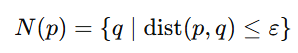 N(p) = {q | dist(p, q) ≤ ε}